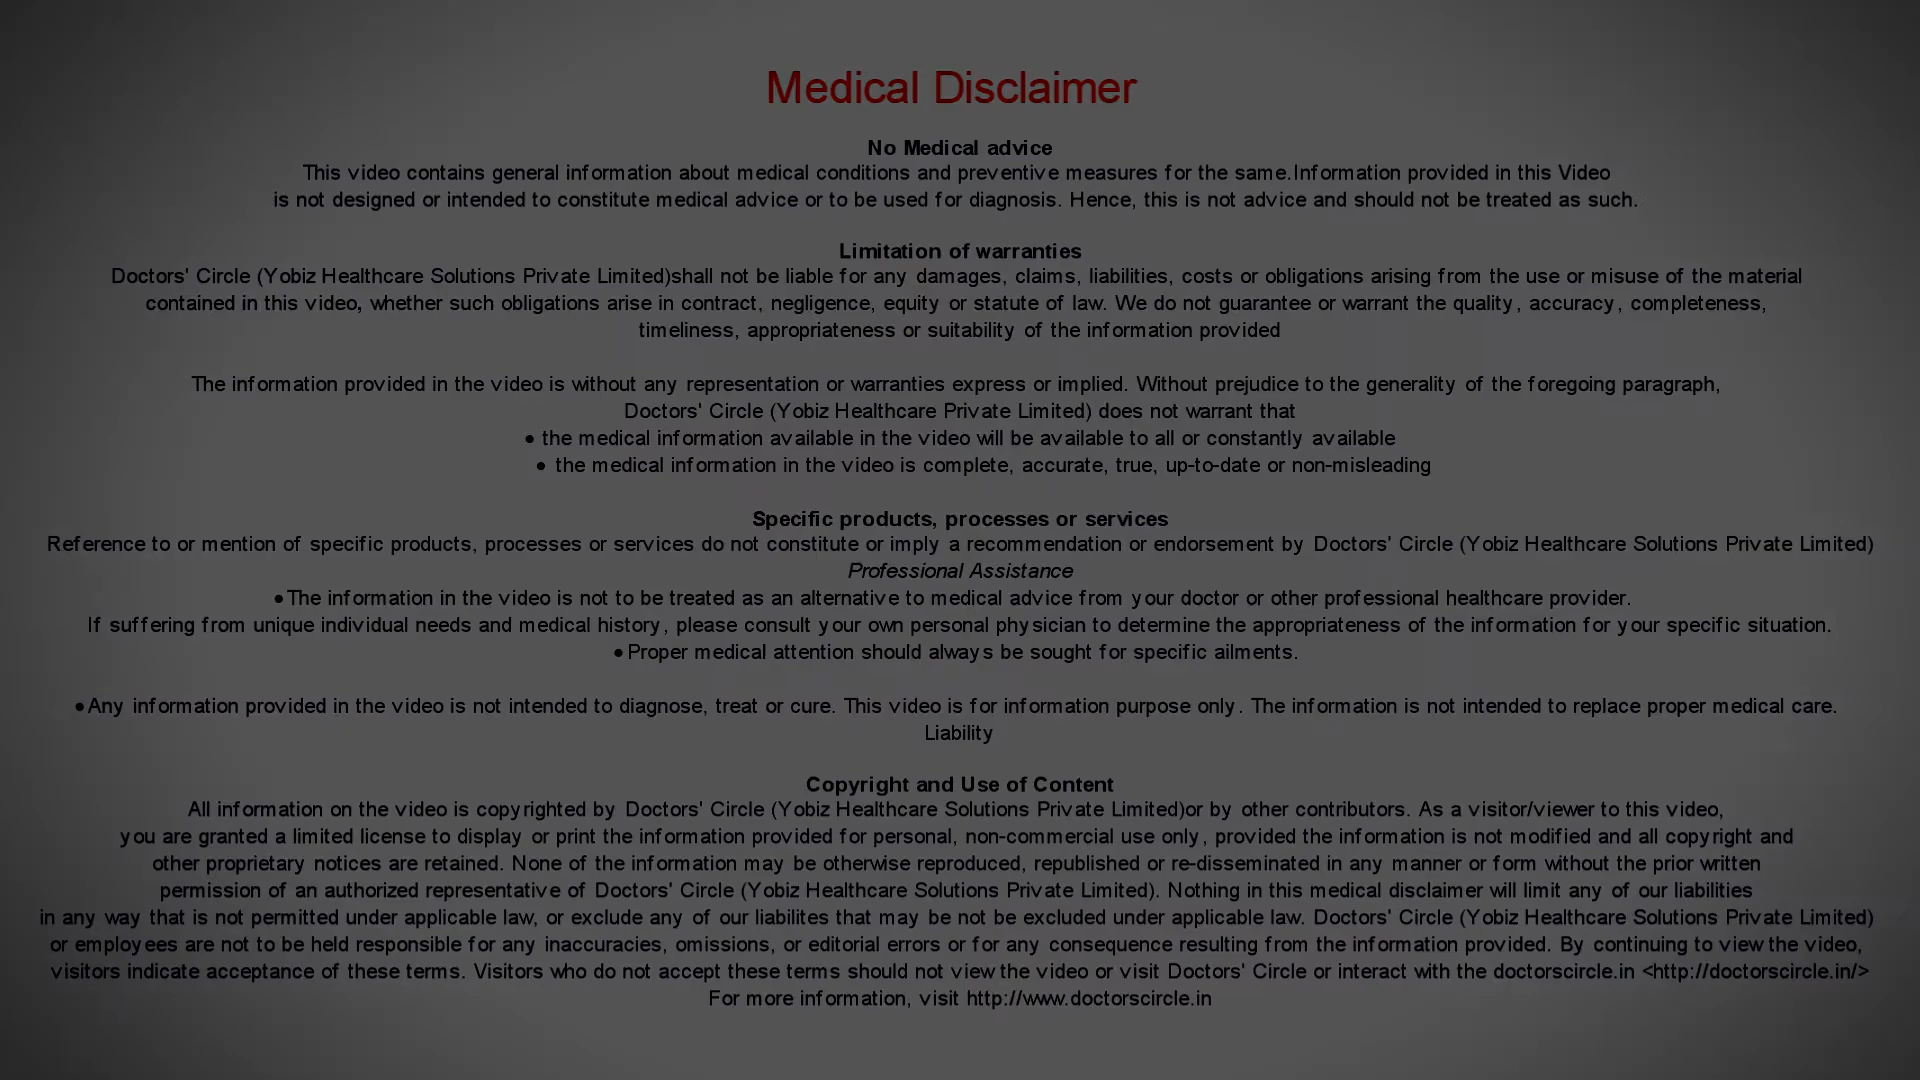 Medical Disclaimer
No Medical advice
This video contains general information about medical conditions and preventive measures for the same.Information provided in this Video
is not designed or intended to constitute medical advice or to be used for diagnosis. Hence, this is not advice and should not be treated as such.
Limitation of warranties
Doctors' Circle (Yobiz Healthcare Solutions Private Limited)shall not be liable for any damages, claims, liabilities, costs or obligations arising from the use or misuse of the material
contained in this video, whether such obligations arise in contract, negligence, equity or statute of law. We do not guarantee or warrant the quality, accuracy, completeness,
timeliness, appropriateness or suitability of the information provided
The information provided in the video is without any representation or warranties express or implied. Without prejudice to the generality of the foregoing paragraph,
Doctors' Circle (Yobiz Healthcare Private Limited) does not warrant that
• the medical information available in the video will be available to all or constantly available
• the medical information in the video is complete, accurate, true, up-to-date or non-misleading
Specific products, processes or services
Reference to or mention of specific products, processes or services do not constitute or imply a recommendation or endorsement by Doctors' Circle (Yobiz Healthcare Solutions Private Limited)
Professional Assistance
•The information in the video is not to be treated as an alternative to medical advice from your doctor or other professional healthcare provider.
If suffering from unique individual needs and medical history, please consult your own personal physician to determine the appropriateness of the information for your specific situation.
•Proper medical attention should always be sought for specific ailments.
•Any information provided in the video is not intended to diagnose, treat or cure. This video is for information purpose only. The information is not intended to replace proper medical care.
Liability
Copyright and Use of Content
All information on the video is copyrighted by Doctors' Circle (Yobiz Healthcare Solutions Private Limited)or by other contributors. As a visitor/viewer to this video,
you are granted a limited license to display or print the information provided for personal, non-commercial use only, provided the information is not modified and all copyright and
other proprietary notices are retained. None of the information may be otherwise reproduced, republished or re-disseminated in any manner or form without the prior written
permission of an authorized representative of Doctors' Circle (Yobiz Healthcare Solutions Private Limited). Nothing in this medical disclaimer will limit any of our liabilities
in any way that is not permitted under applicable law, or exclude any of our liabilites that may be not be excluded under applicable law. Doctors' Circle (Yobiz Healthcare Solutions Private Limited)
or employees are not to be held responsible for any inaccuracies, omissions, or editorial errors or for any consequence resulting from the information provided. By continuing to view the video,
visitors indicate acceptance of these terms. Visitors who do not accept these terms should not view the video or visit Doctors' Circle or interact with the doctorscircle.in <http://doctorscircle.in/>
For more information, visit http://www.doctorscircle.in